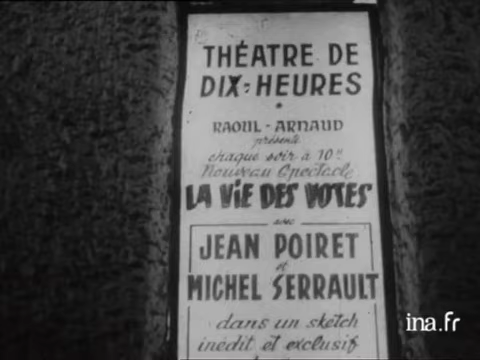 THÉATRE DE
DIX-HEURES
RAOUL-ARNAUD
présente
chaque soir à 10H
Nouveau Spectacle
LA ViE DES VOTES
avec
JEAN POIRET
et
MICHEL SERRAULT
dans un sketch
inédit et exclusif
ina.fr